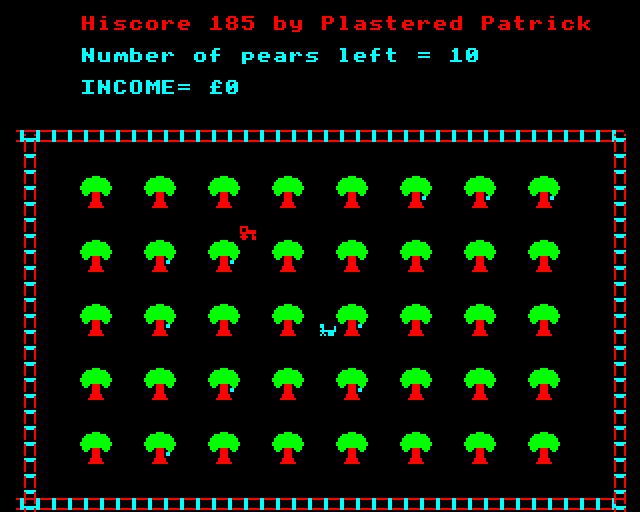 Hiscore 185 by Plastered Patrick
Number of pears left = 10
INCOME= £0